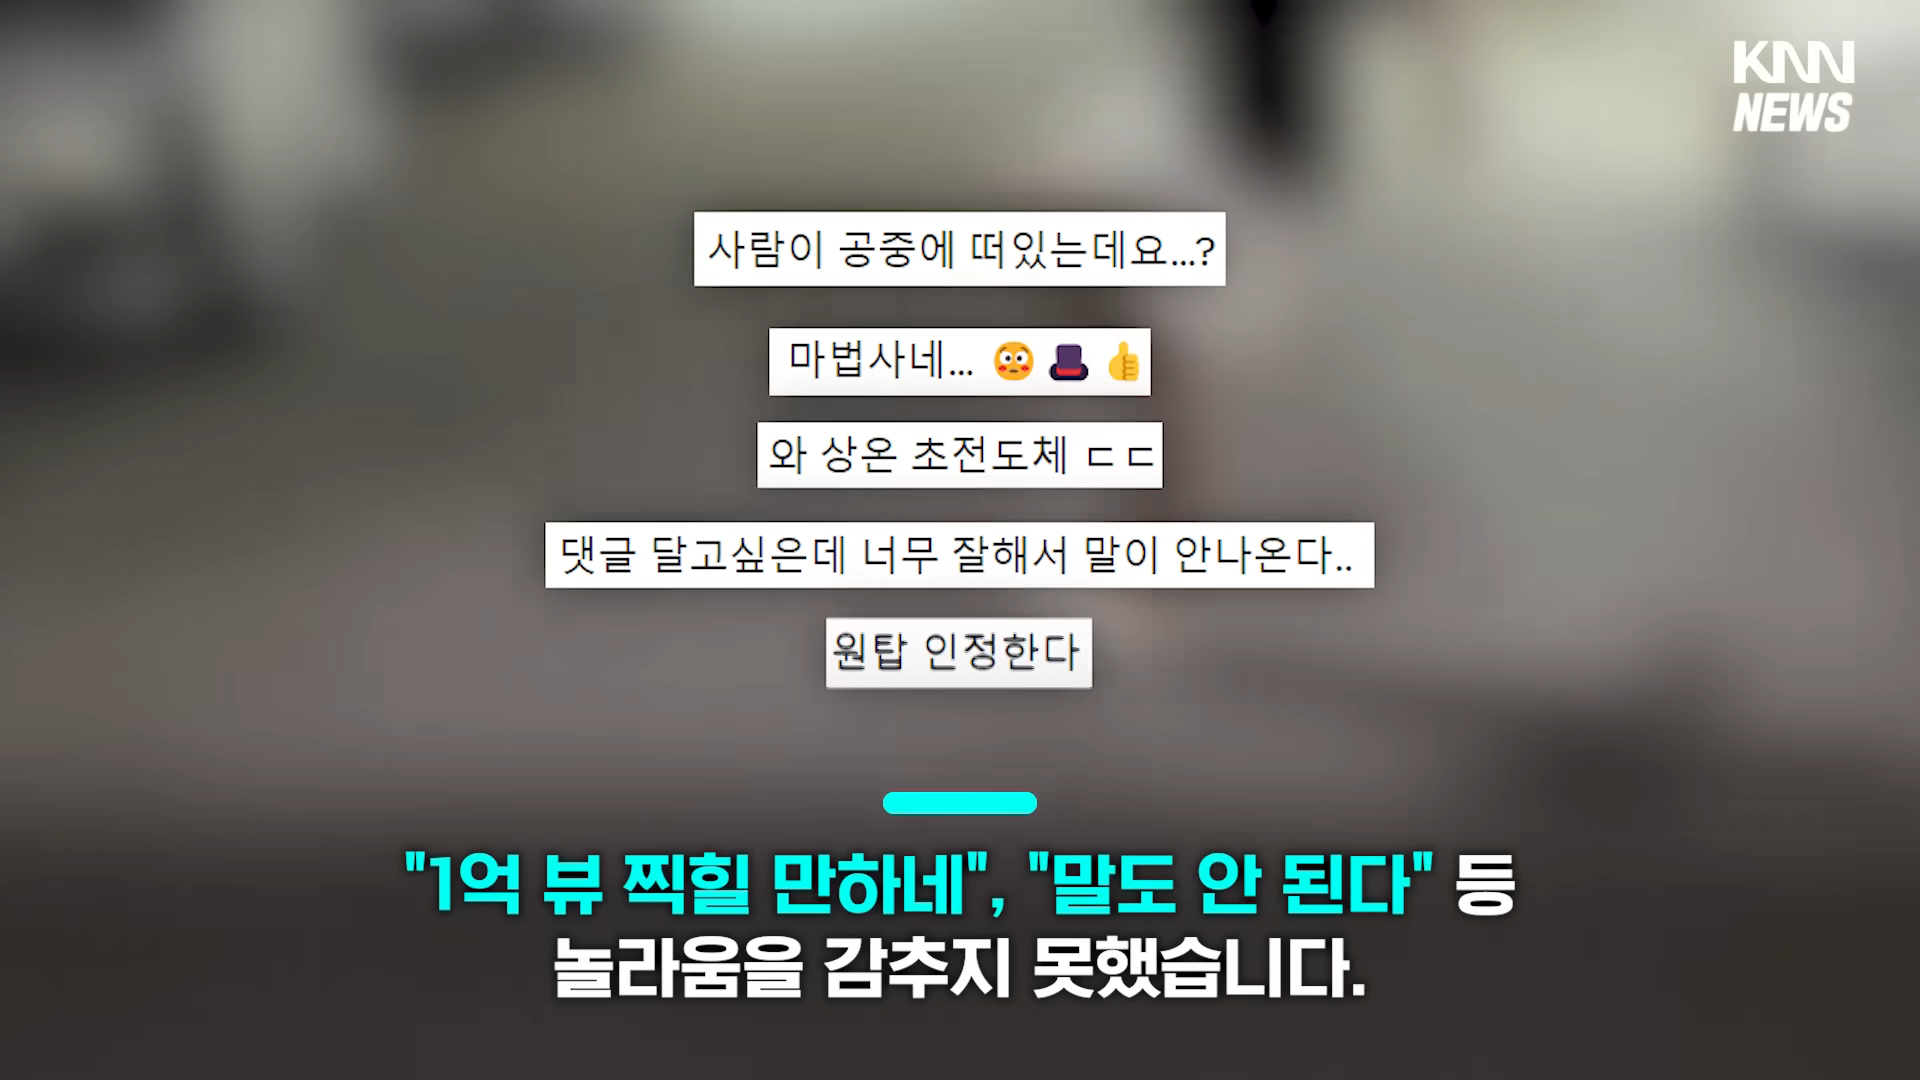 KNN
NEWS
사람이 공중에 떠있는데요...?
마법사네... 😳 🎩 👍
와 상온 초전도체 ㄷㄷ
댓글 달고싶은데 너무 잘해서 말이 안나온다..
원탑 인정한다
"1억 뷰 찍힐 만하네", "말도 안 된다" 등
놀라움을 감추지 못했습니다.